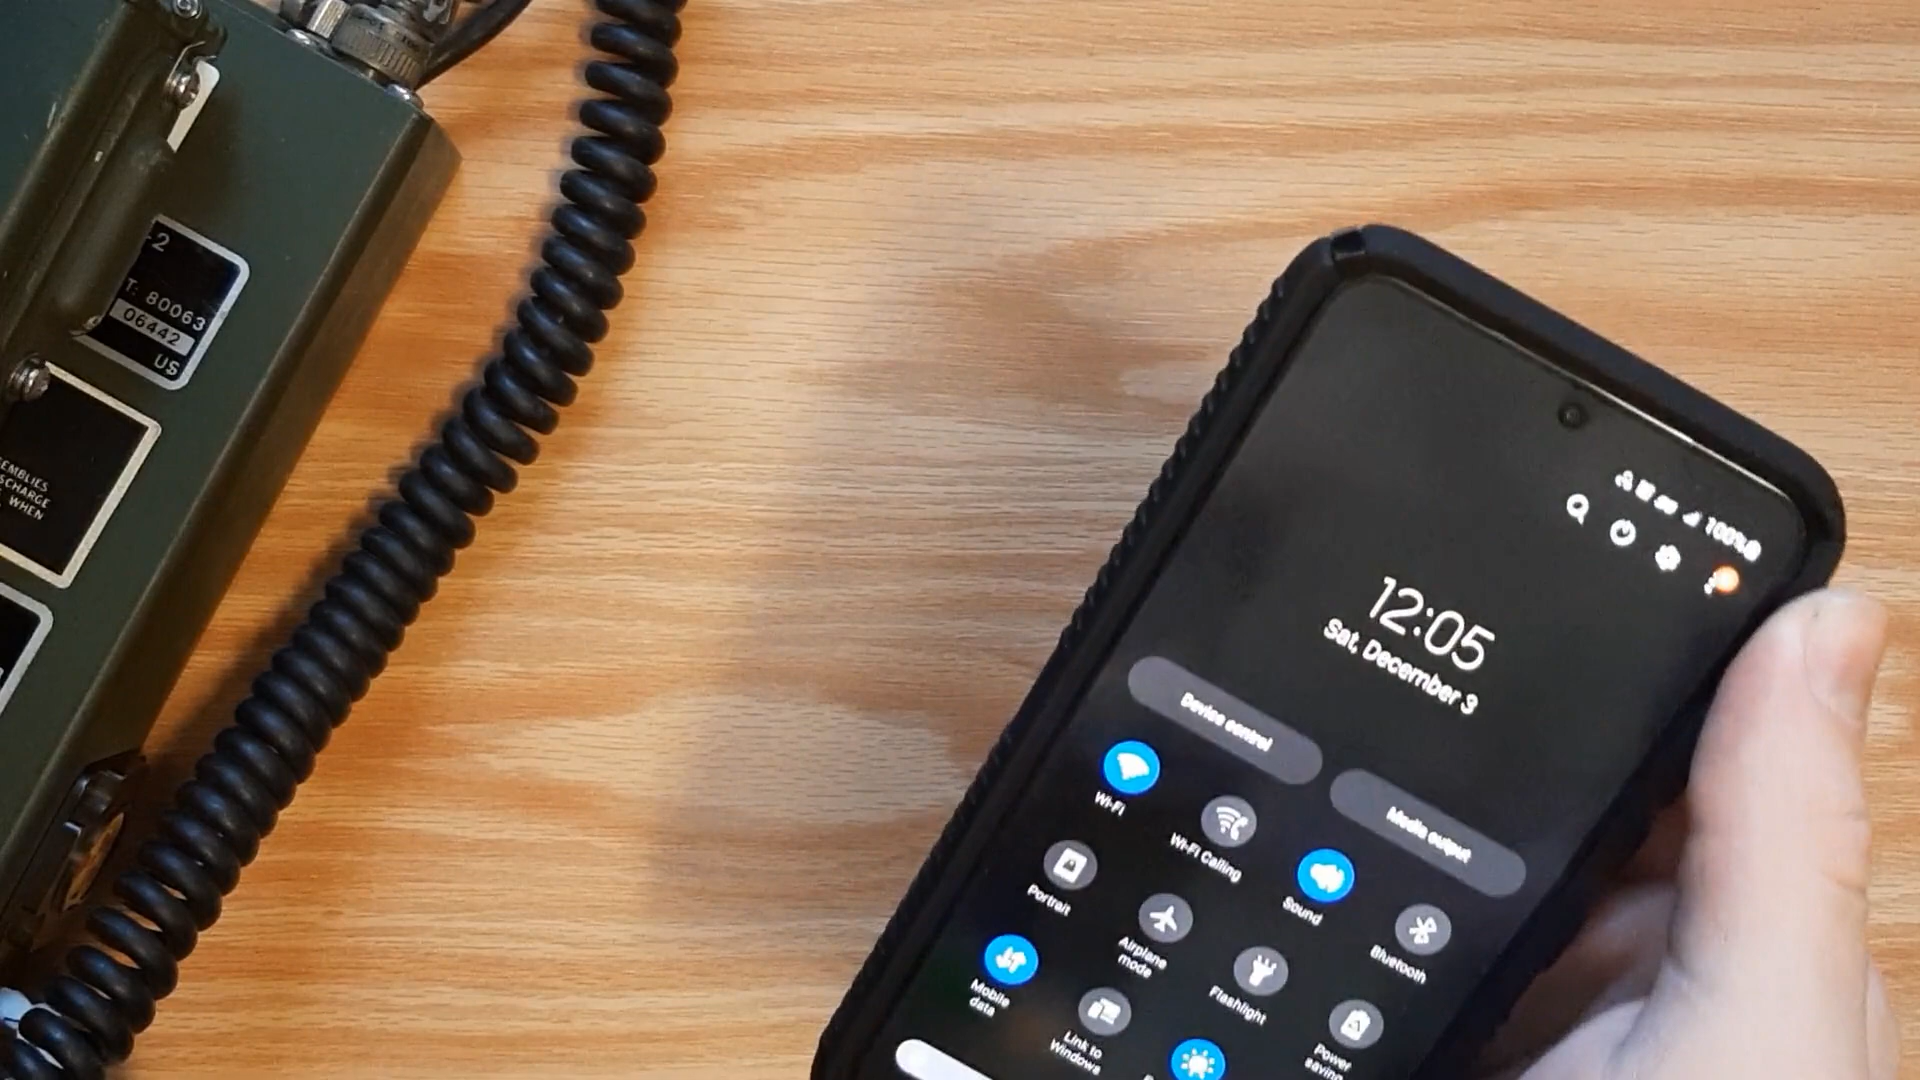 -2
T: 80063
06442
US
EMBLIES
SCHARGE
WHEN
100%
12:05
Sat, December 3
Device control
Media output
Wi-Fi
Wi-Fi Calling
Sound
Bluetooth
Portrait
Airplane
mode
Flashlight
Power
saving
Mobile
data
Link to
Windows